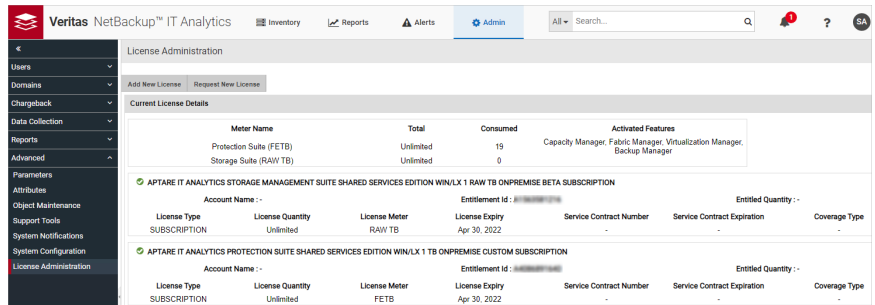 Veritas NetBackup™ IT Analytics Inventory Reports Alerts Admin All Search... 1 ? SA
« License Administration
Users
Domains Add New License Request New License
Chargeback Current License Details
Data Collection Meter Name Total Consumed Activated Features
Reports Protection Suite (FETB) Unlimited 19 Capacity Manager, Fabric Manager, Virtualization Manager,
Backup Manager
Advanced Storage Suite (RAW TB) Unlimited 0
Parameters
Attributes APTARE IT ANALYTICS STORAGE MANAGEMENT SUITE SHARED SERVICES EDITION WIN/LX 1 RAW TB ONPREMISE BETA SUBSCRIPTION
Object Maintenance Account Name : - Entitlement Id : Entitled Quantity : -
Support Tools License Type License Quantity License Meter License Expiry Service Contract Number Service Contract Expiration Coverage Type
System Notifications SUBSCRIPTION Unlimited RAW TB Apr 30, 2022 - - -
System Configuration APTARE IT ANALYTICS PROTECTION SUITE SHARED SERVICES EDITION WIN/LX 1 TB ONPREMISE CUSTOM SUBSCRIPTION
License Administration Account Name : - Entitlement Id : Entitled Quantity : -
License Type License Quantity License Meter License Expiry Service Contract Number Service Contract Expiration Coverage Type
SUBSCRIPTION Unlimited FETB Apr 30, 2022 - - -